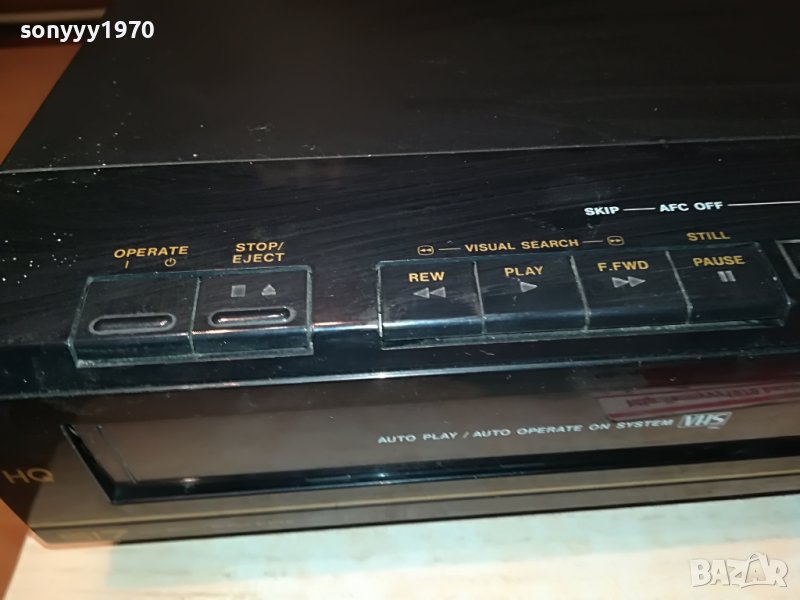 sonyyy1970
SKIP — AFC OFF —
OPERATE
STOP/
EJECT
— VISUAL SEARCH —
STILL
REW
PLAY
F.FWD
PAUSE
AUTO PLAY / AUTO OPERATE ON SYSTEM VHS
HQ
BAZAR